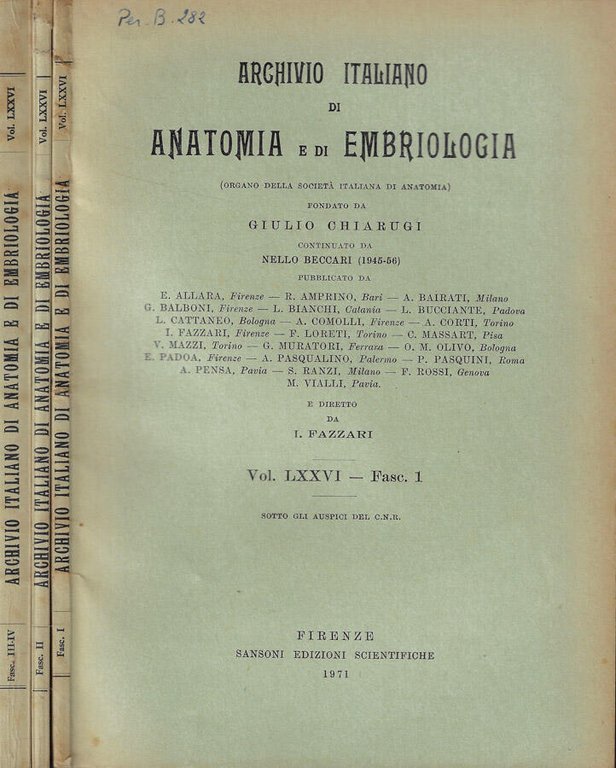 Per. B. 282
ARCHIVIO ITALIANO
DI
ANATOMIA E DI EMBRIOLOGIA
(ORGANO DELLA SOCIETÀ ITALIANA DI ANATOMIA)
FONDATO DA
GIULIO CHIARUGI
CONTINUATO DA
NELLO BECCARI (1945-56)
PUBBLICATO DA
E. ALLARA, Firenze — R. AMPRINO, Bari — A. BAIRATI, Milano
G. BALBONI, Firenze — L. BIANCHI, Catania — L. BUCCIANTE, Padova
L. CATTANEO, Bologna — A. COMOLLI, Firenze — A. CORTI, Torino
I. FAZZARI, Firenze — F. LORETI, Torino — C. MASSART, Pisa
V. MAZZI, Torino — G. MURATORI, Ferrara — O. M. OLIVO, Bologna
E. PADOA, Firenze — A. PASQUALINO, Palermo — P. PASQUINI, Roma
A. PENSA, Pavia — S. RANZI, Milano — F. ROSSI, Genova
M. VIALLI, Pavia.
E DIRETTO
DA
I. FAZZARI
Vol. LXXVI — Fasc. 1
SOTTO GLI AUSPICI DEL C.N.R.
FIRENZE
SANSONI EDIZIONI SCIENTIFICHE
1971
Fasc. III-IV ARCHIVIO ITALIANO DI ANATOMIA E DI EMBRIOLOGIA Vol. LXXVI
Fasc. II ARCHIVIO ITALIANO DI ANATOMIA E DI EMBRIOLOGIA Vol. LXXVI
Fasc. I ARCHIVIO ITALIANO DI ANATOMIA E DI EMBRIOLOGIA Vol. LXXVI